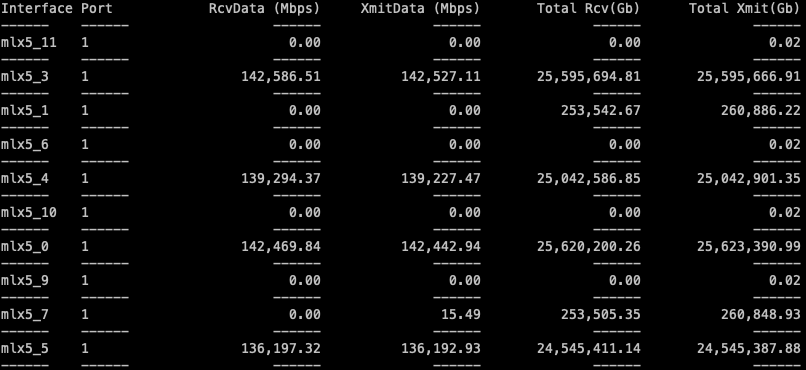 Interface Port RcvData (Mbps) XmitData (Mbps) Total Rcv(Gb) Total Xmit(Gb)
------ ------ ------ ------ ------ ------
mlx5_11 1 0.00 0.00 0.00 0.02
------ ------ ------ ------ ------ ------
mlx5_3 1 142,586.51 142,527.11 25,595,694.81 25,595,666.91
------ ------ ------ ------ ------ ------
mlx5_1 1 0.00 0.00 253,542.67 260,886.22
------ ------ ------ ------ ------ ------
mlx5_6 1 0.00 0.00 0.00 0.02
------ ------ ------ ------ ------ ------
mlx5_4 1 139,294.37 139,227.47 25,042,586.85 25,042,901.35
------ ------ ------ ------ ------ ------
mlx5_10 1 0.00 0.00 0.00 0.02
------ ------ ------ ------ ------ ------
mlx5_0 1 142,469.84 142,442.94 25,620,200.26 25,623,390.99
------ ------ ------ ------ ------ ------
mlx5_9 1 0.00 0.00 0.00 0.02
------ ------ ------ ------ ------ ------
mlx5_7 1 0.00 15.49 253,505.35 260,848.93
------ ------ ------ ------ ------ ------
mlx5_5 1 136,197.32 136,192.93 24,545,411.14 24,545,387.88
------ ------ ------ ------ ------ ------